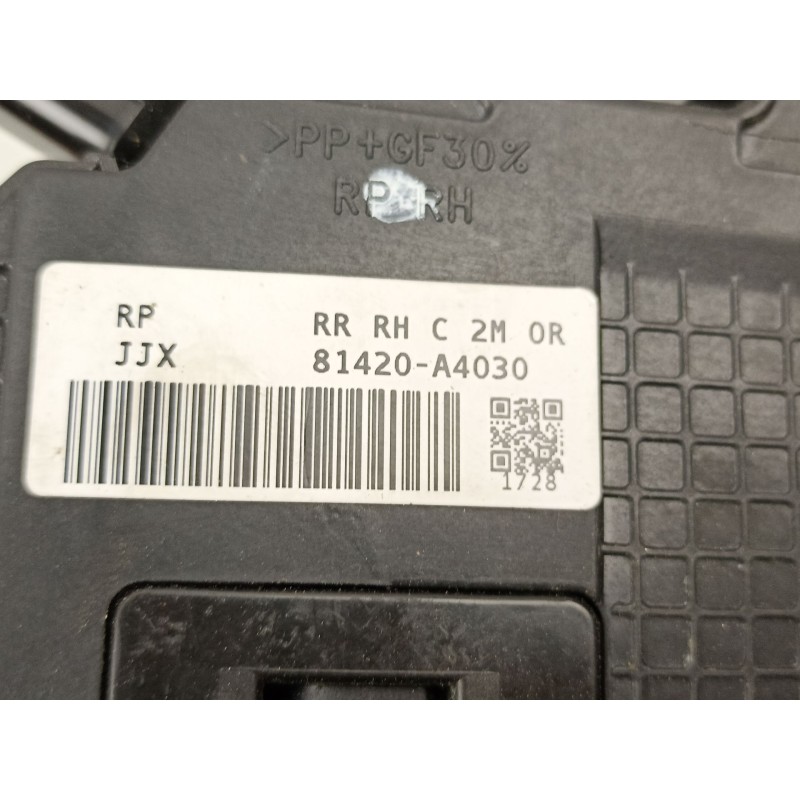 >PP+GF30%
RP RH
RP RR RH C 2M OR
JJX 81420-A4030
1728